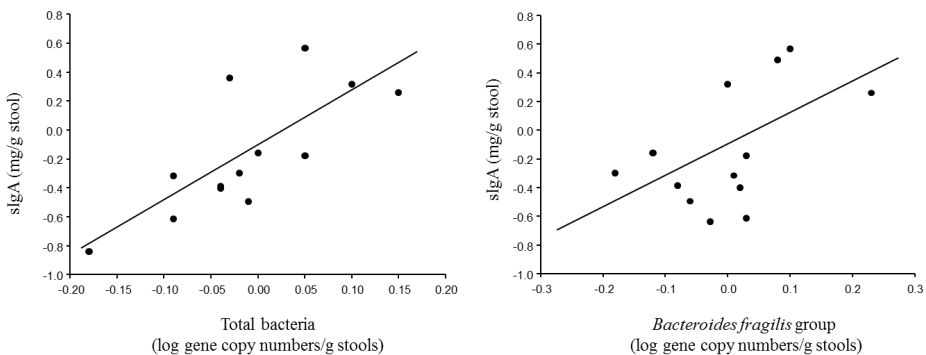 0.8
0.6
0.4
0.2
0.0
-0.2
-0.4
-0.6
-0.8
-1.0
sIgA (mg/g stool)
-0.20 -0.15 -0.10 -0.05 0.00 0.05 0.10 0.15 0.20
Total bacteria
(log gene copy numbers/g stools)
0.8
0.6
0.4
0.2
0.0
-0.2
-0.4
-0.6
-0.8
-1.0
sIgA (mg/g stool)
-0.3 -0.2 -0.1 0.0 0.1 0.2 0.3
Bacteroides fragilis group
(log gene copy numbers/g stools)